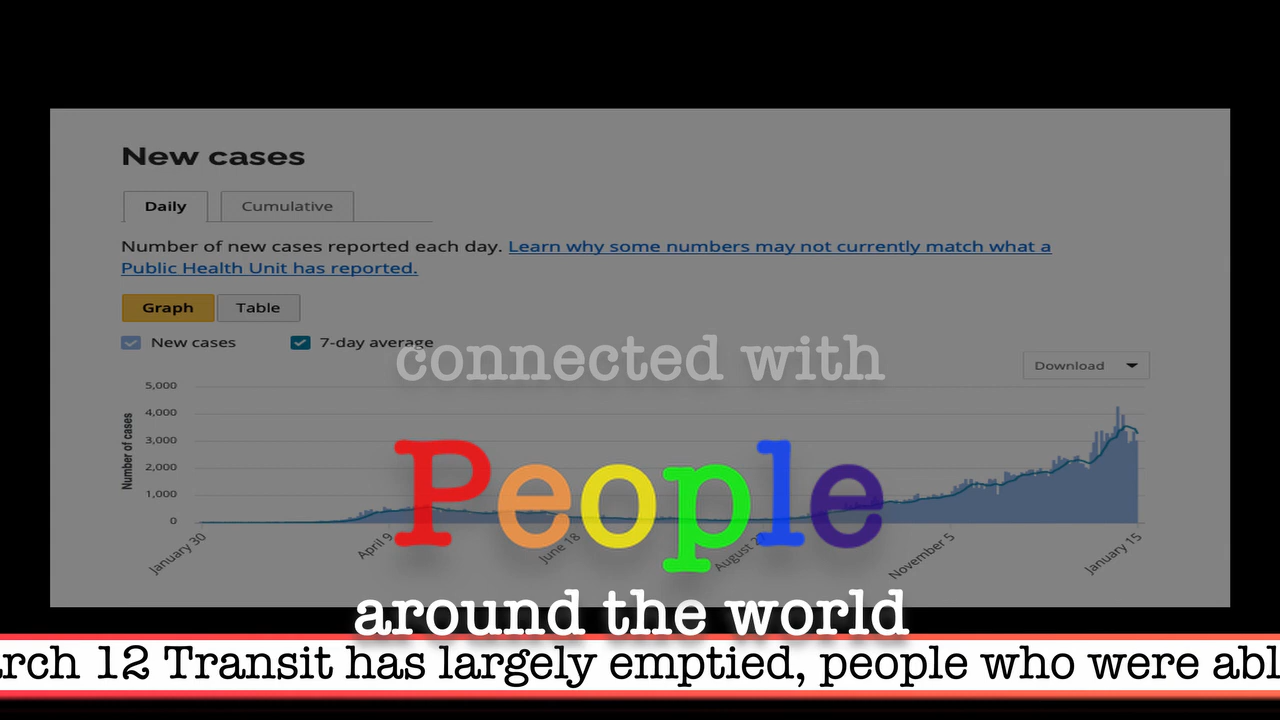 New cases
Daily
Cumulative
Number of new cases reported each day. Learn why some numbers may not currently match what a
Public Health Unit has reported.
Graph
Table
New cases
7-day average
connected with
Download
Number of cases
5,000
4,000
3,000
2,000
1,000
0
People
January 30
April 9
June 18
August
November 5
January 15
around the world
12 Transit has largely emptied, people who were